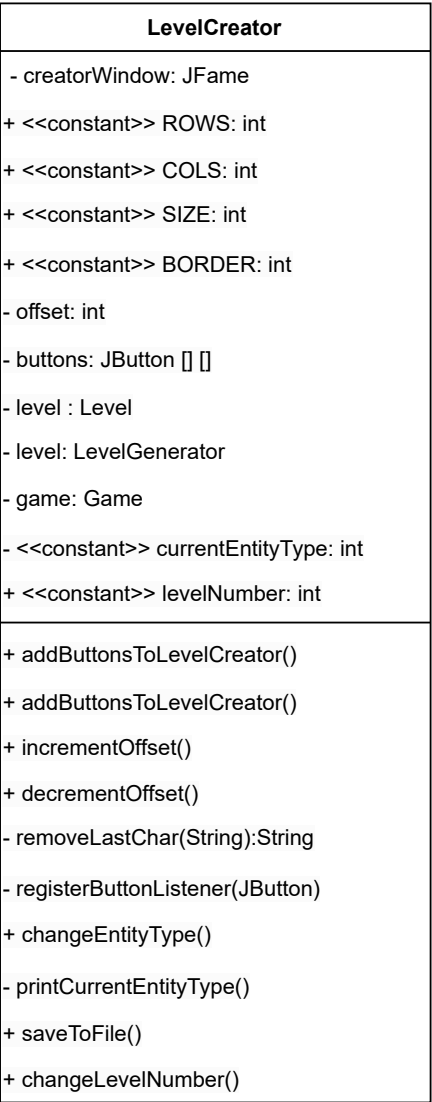 LevelCreator
- creatorWindow: JFame
+ <<constant>> ROWS: int
+ <<constant>> COLS: int
+ <<constant>> SIZE: int
+ <<constant>> BORDER: int
- offset: int
- buttons: JButton [] []
- level : Level
- level: LevelGenerator
- game: Game
- <<constant>> currentEntityType: int
+ <<constant>> levelNumber: int
+ addButtonsToLevelCreator()
+ addButtonsToLevelCreator()
+ incrementOffset()
+ decrementOffset()
- removeLastChar(String):String
- registerButtonListener(JButton)
+ changeEntityType()
- printCurrentEntityType()
+ saveToFile()
+ changeLevelNumber()